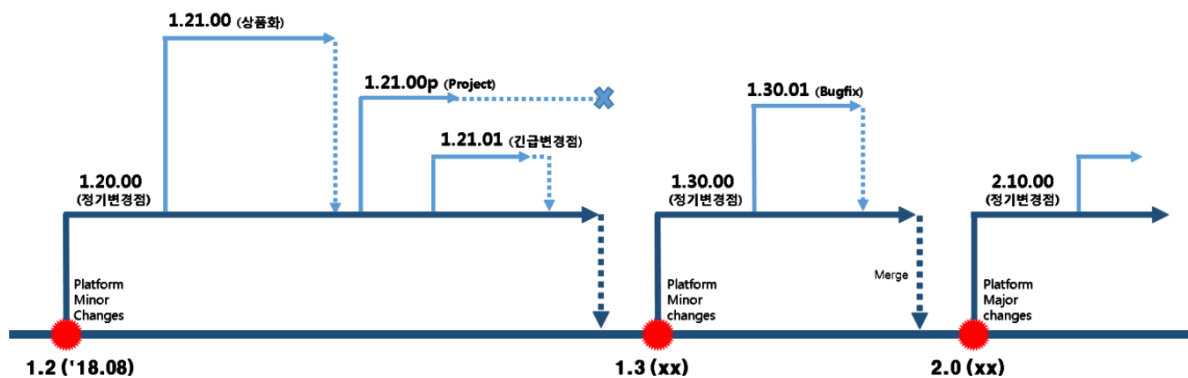 1.21.00 (상품화)
1.21.00p (Project)
1.30.01 (Bugfix)
1.21.01 (긴급변경점)
1.20.00
(정기변경점)
1.30.00
(정기변경점)
2.10.00
(정기변경점)
Platform
Minor
Changes
Platform
Minor
changes
Merge
Platform
Major
changes
1.2 ('18.08)
1.3 (xx)
2.0 (xx)